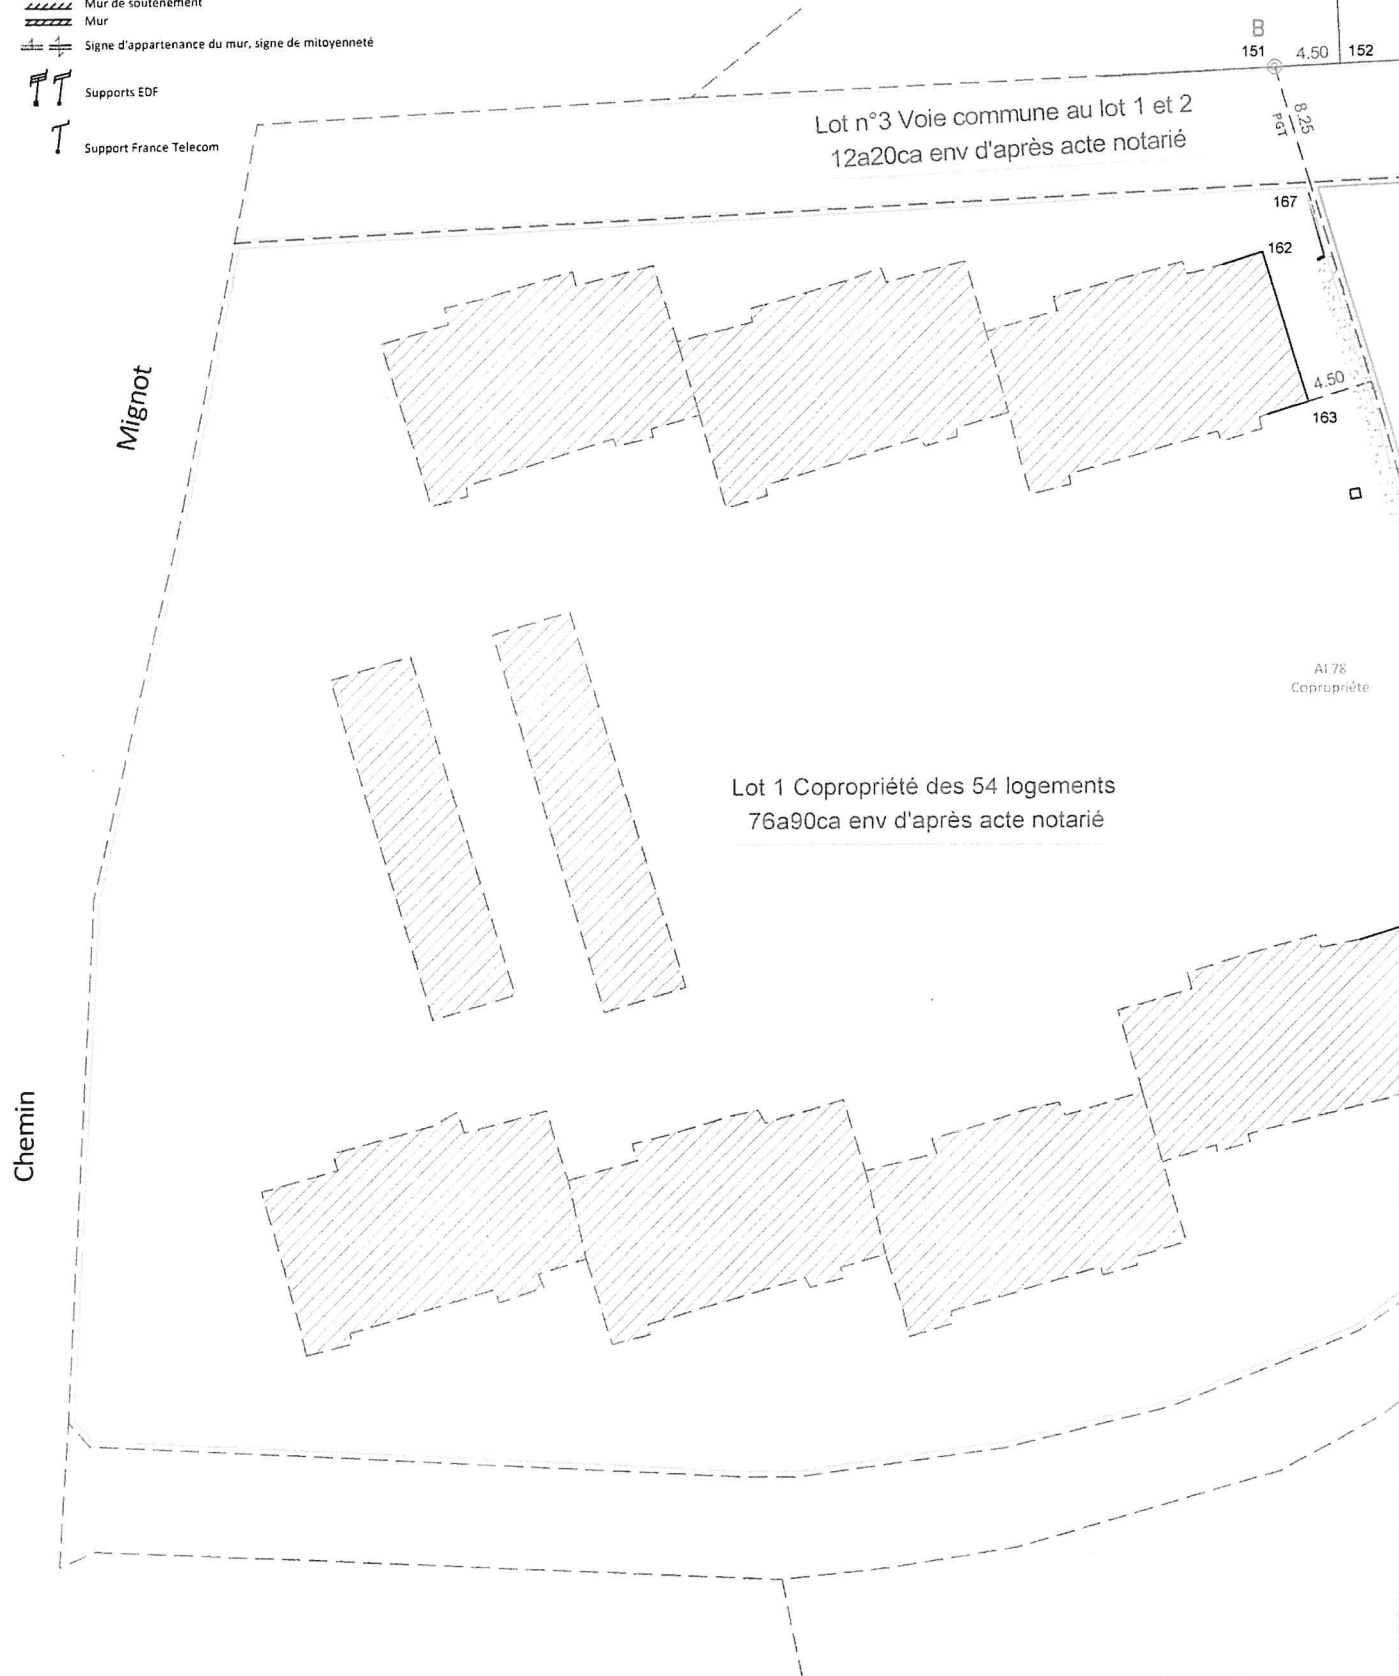 Mur de soutènement
Mur
Signe d'appartenance du mur, signe de mitoyenneté
Supports EDF
Support France Telecom
B
151 4.50 152
Lot n°3 Voie commune au lot 1 et 2
12a20ca env d'après acte notarié
8.25
PGT
167
162
4.50
163
Mignot
AI 78
Copropriété
Lot 1 Copropriété des 54 logements
76a90ca env d'après acte notarié
Chemin